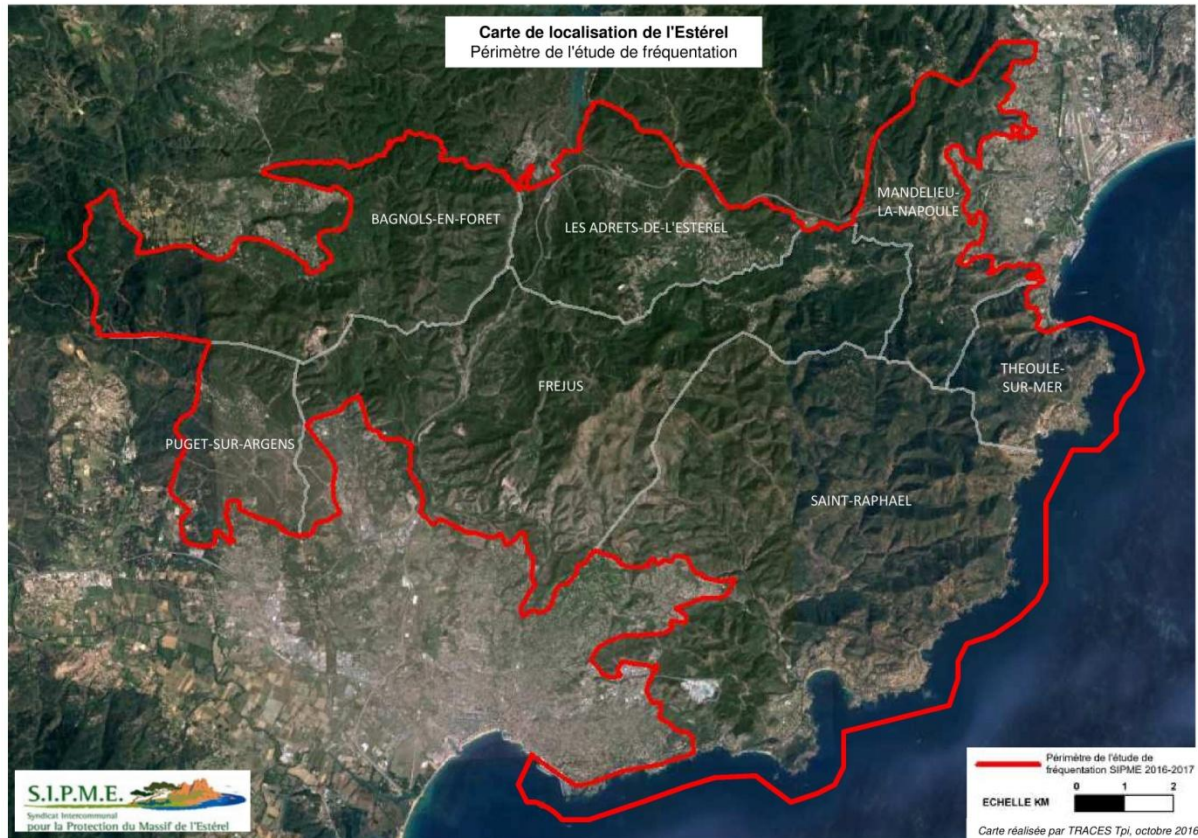 Carte de localisation de l'Estérel
Périmètre de l'étude de fréquentation
MANDELIEU-
LA-NAPOULE
BAGNOLS-EN-FORET
LES ADRETS-DE-L'ESTEREL
THEOULE-
SUR-MER
FREJUS
PUGET-SUR-ARGENS
SAINT-RAPHAEL
Périmètre de l'étude de
fréquentation SIPME 2016-2017
ECHELLE KM
0 1 2
Carte réalisée par TRACES Tpi, octobre 2016
S.I.P.M.E.
Syndicat Intercommunal
pour la Protection du Massif de l'Estérel